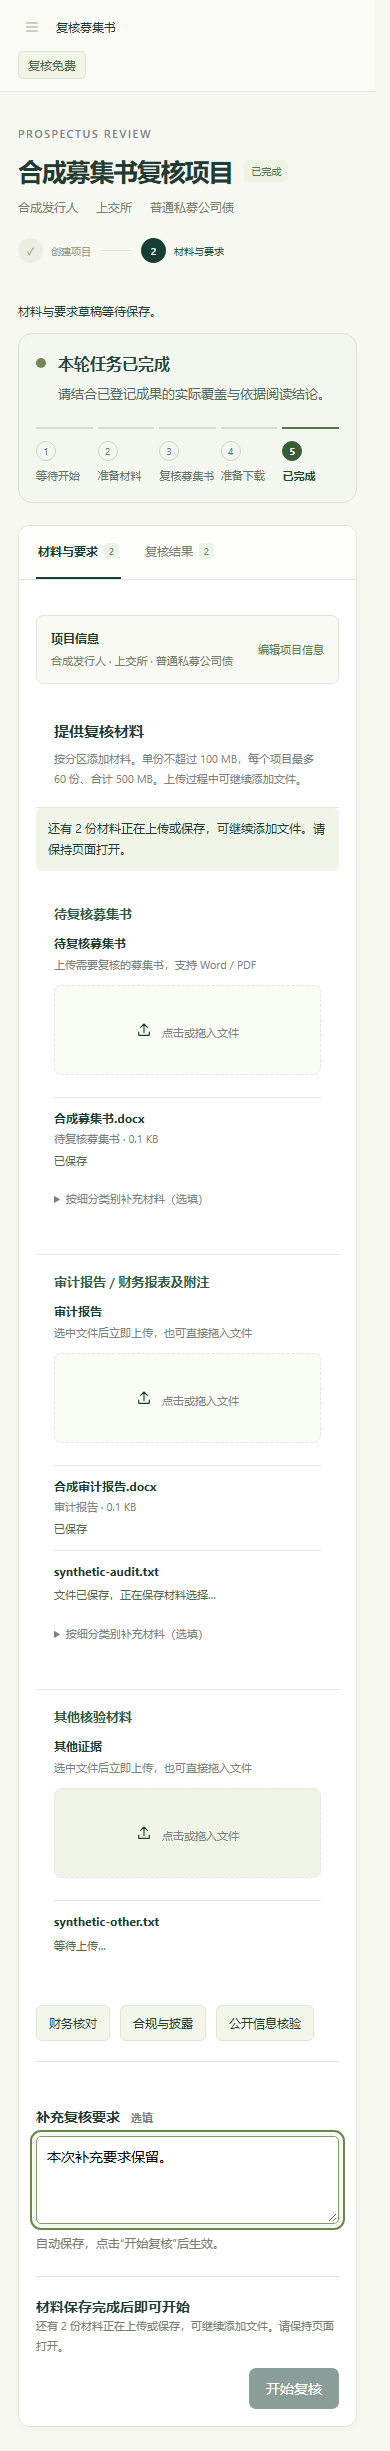 复核募集书
复核免费
PROSPECTUS REVIEW
合成募集书复核项目 已完成
合成发行人 上交所 普通私募公司债
✓ 创建项目 2 材料与要求
材料与要求草稿等待保存。
本轮任务已完成
请结合已登记成果的实际覆盖与依据阅读结论。
1 2 3 4 5
等待开始 准备材料 复核募集书 准备下载 已完成
材料与要求 2 复核结果 2
项目信息
合成发行人 · 上交所 · 普通私募公司债
编辑项目信息
提供复核材料
按分区添加材料。单份不超过 100 MB，每个项目最多
60 份、合计 500 MB。上传过程中可继续添加文件。
还有 2 份材料正在上传或保存，可继续添加文件。请
保持页面打开。
待复核募集书
待复核募集书
上传需要复核的募集书，支持 Word / PDF
点击或拖入文件
合成募集书.docx
待复核募集书 · 0.1 KB
已保存
▶ 按细分类别补充材料（选填）
审计报告 / 财务报表及附注
审计报告
选中文件后立即上传，也可直接拖入文件
点击或拖入文件
合成审计报告.docx
审计报告 · 0.1 KB
已保存
synthetic-audit.txt
文件已保存，正在保存材料选择...
▶ 按细分类别补充材料（选填）
其他核验材料
其他证据
选中文件后立即上传，也可直接拖入文件
点击或拖入文件
synthetic-other.txt
等待上传...
财务核对 合规与披露 公开信息核验
补充复核要求 选填
本次补充要求保留。
自动保存，点击“开始复核”后生效。
材料保存完成后即可开始
还有 2 份材料正在上传或保存，可继续添加文件。请保持页面
打开。
开始复核